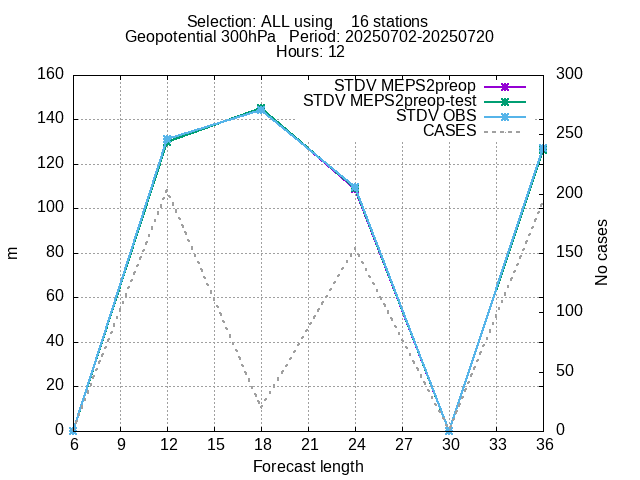 Selection: ALL using    16 stations
Geopotential 300hPa   Period: 20250702-20250720
Hours: 12
STDV MEPS2preop
STDV MEPS2preop-test
STDV OBS
CASES
160
140
120
100
80
60
40
20
0
m
300
250
200
150
100
50
0
No cases
6 9 12 15 18 21 24 27 30 33 36
Forecast length